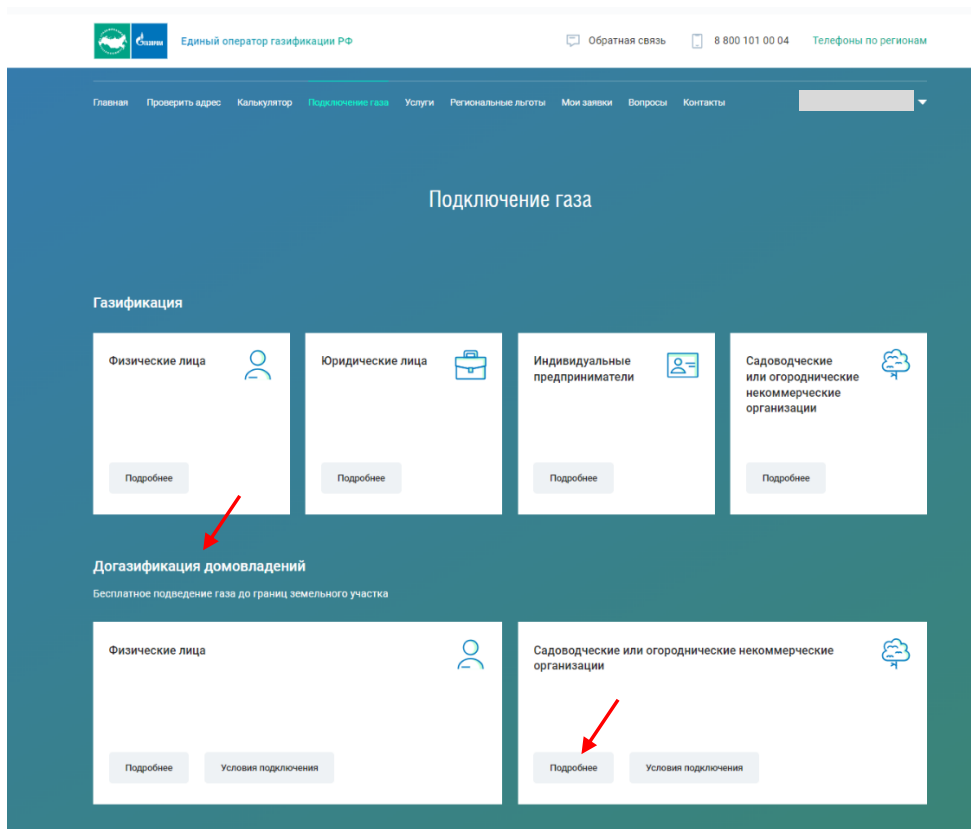 ГАЗПРОМ
Единый оператор газификации РФ
Обратная связь
8 800 101 00 04
Телефоны по регионам
Главная Проверить адрес Калькулятор Подключение газа Услуги Региональные льготы Мои заявки Вопросы Контакты
Подключение газа
Газификация
Физические лица
Подробнее
Юридические лица
Подробнее
Индивидуальные
предприниматели
Подробнее
Садоводческие
или огороднические
некоммерческие
организации
Подробнее
Догазификация домовладений
Бесплатное подведение газа до границ земельного участка
Физические лица
Подробнее
Условия подключения
Садоводческие или огороднические некоммерческие
организации
Подробнее
Условия подключения